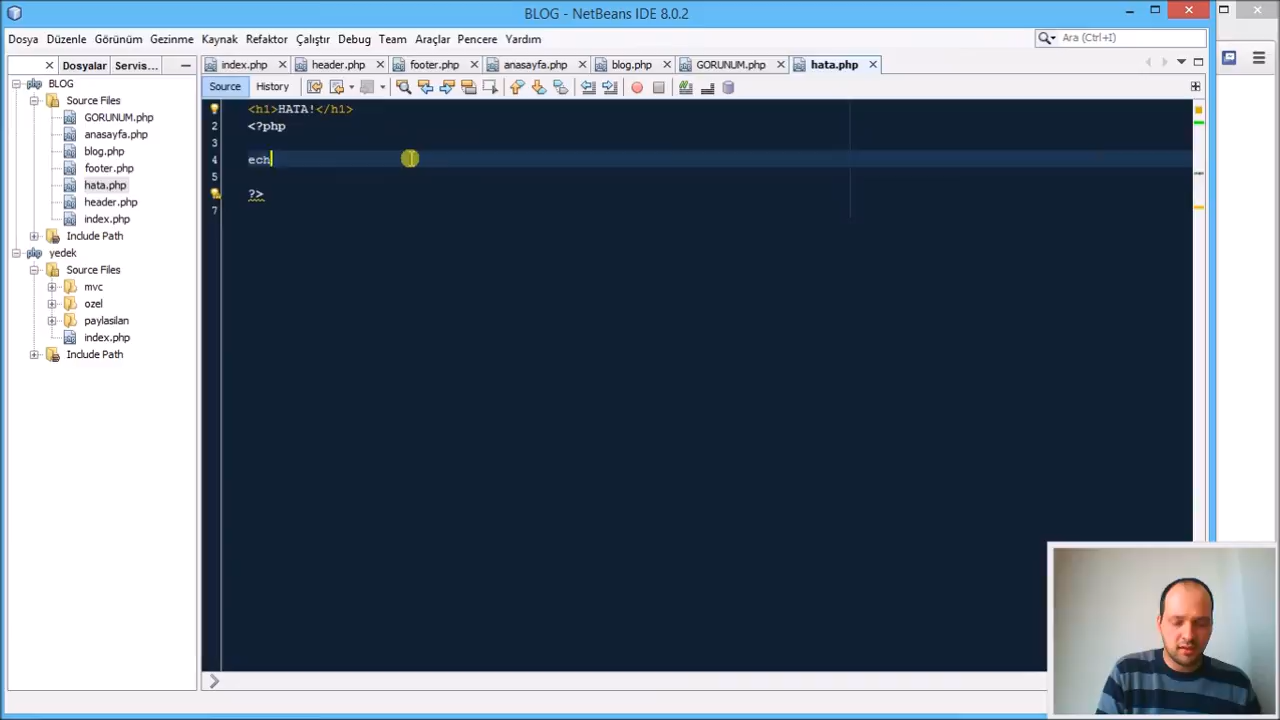 BLOG - NetBeans IDE 8.0.2
Dosya Düzenle Görünüm Gezinme Kaynak Refaktor Çalıştır Debug Team Araçlar Pencere Yardım
Ara (Ctrl+I)
Dosyalar Servis...
index.php header.php footer.php anasayfa.php blog.php GORUNUM.php hata.php
Source History
BLOG
Source Files
GORUNUM.php
anasayfa.php
blog.php
footer.php
hata.php
header.php
index.php
Include Path
yedek
Source Files
mvc
ozel
paylasilan
index.php
Include Path
<h1>HATA!</h1>
2 <?php
3
4 ech
5
?>
7